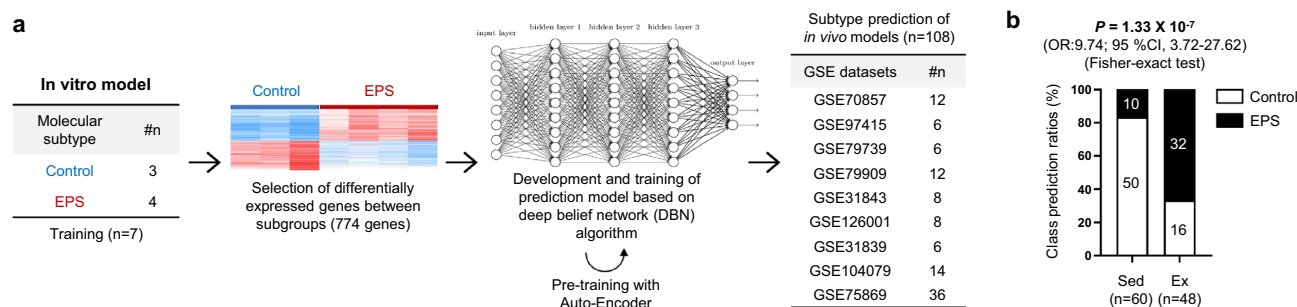 a
In vitro model
Molecular subtype #n
Control 3
EPS 4
Training (n=7)
Control EPS
Selection of differentially
expressed genes between
subgroups (774 genes)
input layer
hidden layer 1 hidden layer 2 hidden layer 3
output layer
Development and training of
prediction model based on
deep belief network (DBN)
algorithm
Pre-training with
Auto-Encoder
Subtype prediction of
in vivo models (n=108)
GSE datasets #n
GSE70857 12
GSE97415 6
GSE79739 6
GSE79909 12
GSE31843 8
GSE126001 8
GSE31839 6
GSE104079 14
GSE75869 36
b
P = 1.33 X 10-7
(OR:9.74; 95 %CI, 3.72-27.62)
(Fisher-exact test)
Class prediction ratios (%)
100
80
60
40
20
0
10
50
32
16
Sed
(n=60)
Ex
(n=48)
Control
EPS